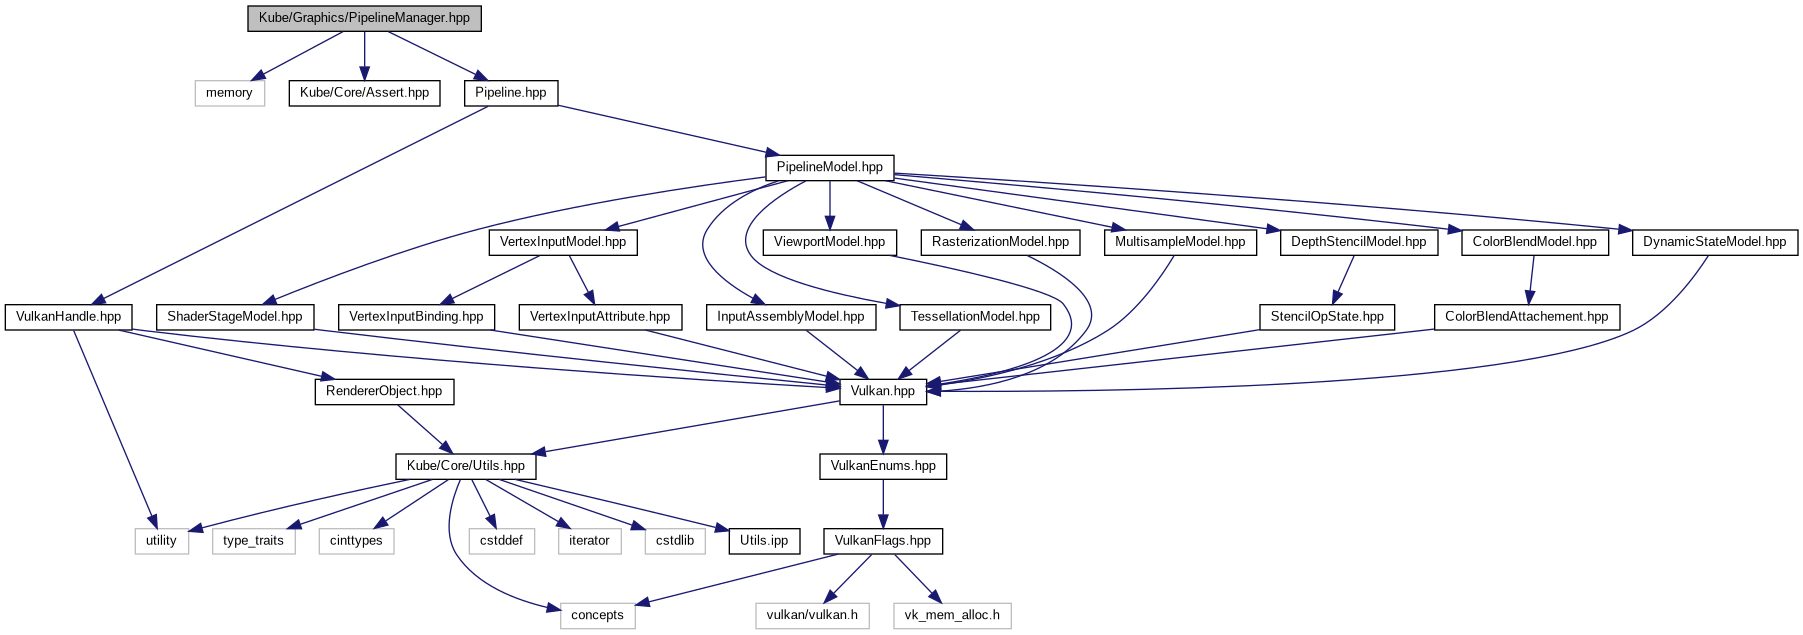 Kube/Graphics/PipelineManager.hpp
memory
Kube/Core/Assert.hpp
Pipeline.hpp
PipelineModel.hpp
VertexInputModel.hpp
ViewportModel.hpp
RasterizationModel.hpp
MultisampleModel.hpp
DepthStencilModel.hpp
ColorBlendModel.hpp
DynamicStateModel.hpp
VulkanHandle.hpp
ShaderStageModel.hpp
VertexInputBinding.hpp
VertexInputAttribute.hpp
InputAssemblyModel.hpp
TessellationModel.hpp
StencilOpState.hpp
ColorBlendAttachement.hpp
RendererObject.hpp
Vulkan.hpp
Kube/Core/Utils.hpp
VulkanEnums.hpp
utility
type_traits
cinttypes
cstddef
iterator
cstdlib
Utils.ipp
VulkanFlags.hpp
concepts
vulkan/vulkan.h
vk_mem_alloc.h